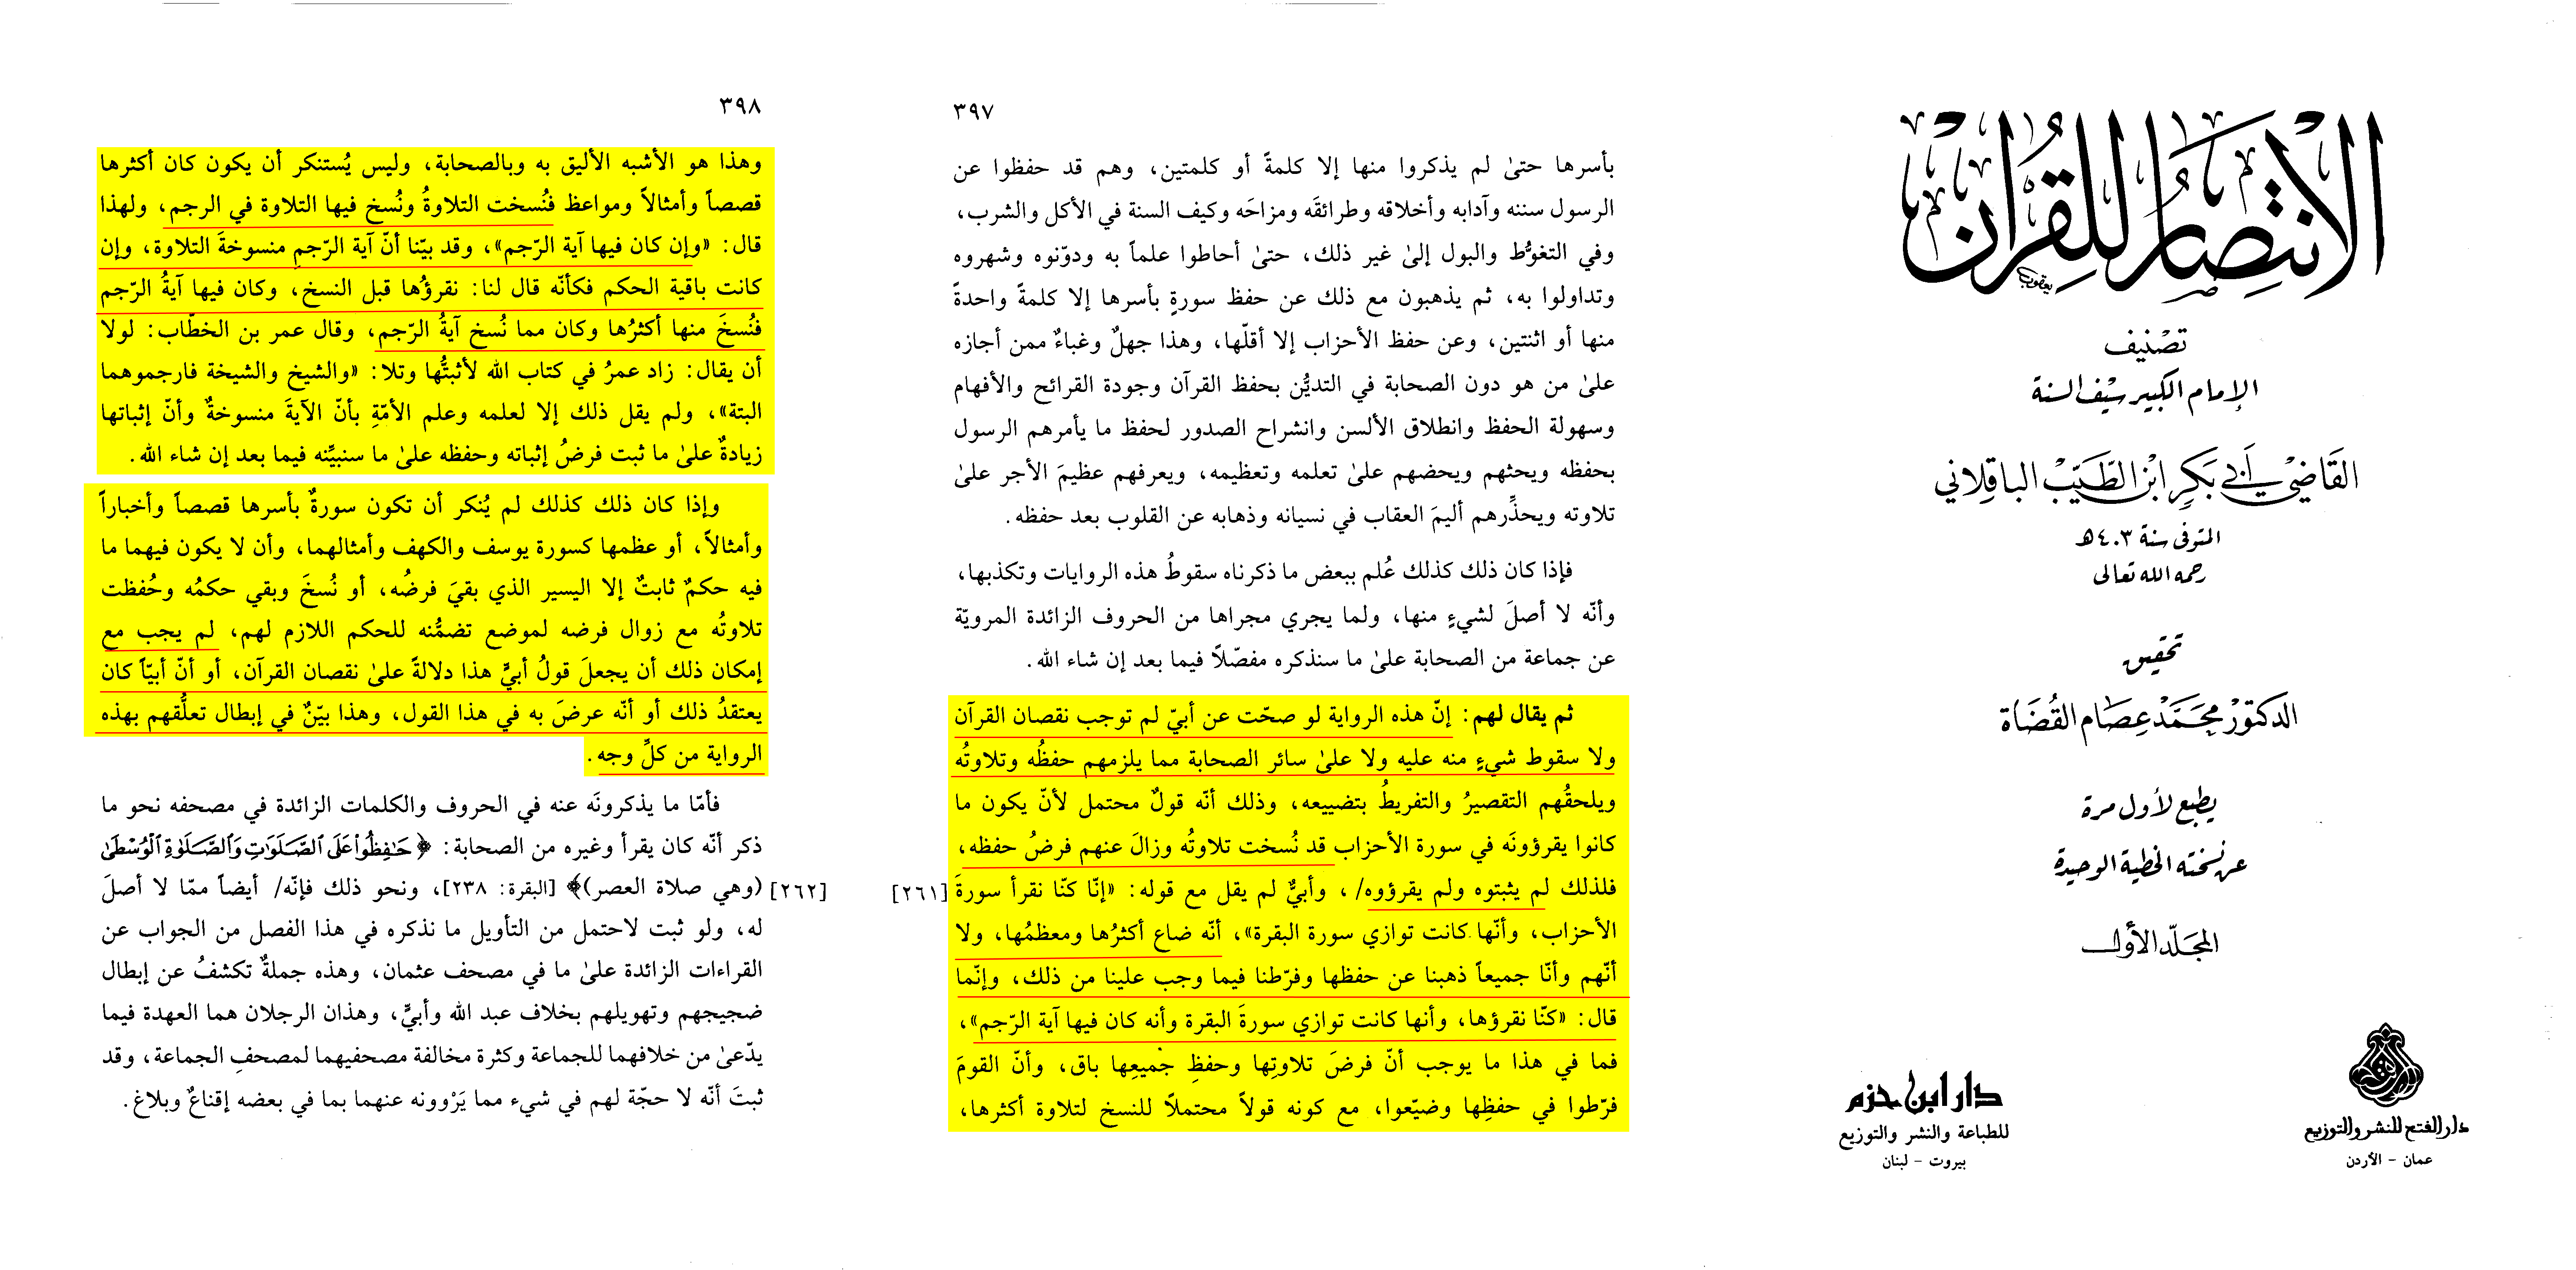 الانتصار للقرآن
يعقوب
تصنيف
الإمام الكبير سيف السنة
القاضي أبي بكر ابن الطيب الباقلاني
المتوفى سنة ٤٠٣ هـ
رحمه الله تعالى
تحقيق
الدكتور محمد عصام القضاة
يطبع لأول مرة
عن نسخته الخطية الوحيدة
المجلد الأول
دار الفتح للنشر والتوزيع
عمان - الأردن
دار ابن حزم
للطباعة والنشر والتوزيع
بيروت - لبنان
٣٩٧
بأسرها حتىٰ لم يذكروا منها إلا كلمةً أو كلمتين، وهم قد حفظوا عن
الرسول سننه وآدابه وأخلاقه وطرائقَه ومزاحَه وكيف السنة في الأكل والشرب،
وفي التغوُّط والبول إلىٰ غير ذلك، حتىٰ أحاطوا علماً به ودوّنوه وشهروه
وتداولوا به، ثم يذهبون مع ذلك عن حفظ سورةٍ بأسرها إلا كلمةً واحدةً
منها أو اثنتين، وعن حفظ الأحزاب إلا أقلّها، وهذا جهلٌ وغباءٌ ممن أجازه
علىٰ من هو دون الصحابة في التديُّن بحفظ القرآن وجودة القرائح والأفهام
وسهولة الحفظ وانطلاق الألسن وانشراح الصدور لحفظ ما يأمرهم الرسول
بحفظه ويحثهم ويحضهم علىٰ تعلمه وتعظيمه، ويعرفهم عظيمَ الأجر علىٰ
تلاوته ويحذِّرهم أليمَ العقاب في نسيانه وذهابه عن القلوب بعد حفظه.
فإذا كان ذلك كذلك عُلم ببعض ما ذكرناه سقوطُ هذه الروايات وتكذبها،
وأنّه لا أصلَ لشيءٍ منها، ولما يجري مجراها من الحروف الزائدة المرويّة
عن جماعة من الصحابة علىٰ ما سنذكره مفصّلاً فيما بعد إن شاء الله.
ثم يقال لهم: إنّ هذه الرواية لو صحّت عن أبيّ لم توجب نقصان القرآن
ولا سقوط شيءٍ منه عليه ولا علىٰ سائر الصحابة مما يلزمهم حفظُه وتلاوتُه
ويلحقُهم التقصيرُ والتفريطُ بتضييعه، وذلك أنّه قولٌ محتمل لأنّ يكون ما
كانوا يقرؤونَه في سورة الأحزاب قد نُسخت تلاوتُه وزالَ عنهم فرضُ حفظه،
فلذلك لم يثبتوه ولم يقرؤوه/، وأبيٌّ لم يقل مع قوله: «إنّا كنّا نقرأ سورةَ [٢٦١]
الأحزاب، وأنّها كانت توازي سورة البقرة»، أنّه ضاع أكثرُها ومعظمُها، ولا
أنّهم وأنّا جميعاً ذهبنا عن حفظها وفرّطنا فيما وجب علينا من ذلك، وإنّما
قال: «كنّا نقرؤها، وأنها كانت توازي سورةَ البقرة وأنه كان فيها آية الرّجم»،
فما في هذا ما يوجب أنّ فرضَ تلاوتِها وحفظِ جميعِها باق، وأنّ القومَ
فرّطوا في حفظِها وضيّعوا، مع كونه قولاً محتملاً للنسخ لتلاوة أكثرها،
٣٩٨
وهذا هو الأشبه الأليق به وبالصحابة، وليس يُستنكر أن يكون كان أكثرها
قصصاً وأمثالاً ومواعظ فنُسخت التلاوةُ ونُسخ فيها التلاوة في الرجم، ولهذا
قال: «وإن كان فيها آية الرّجم»، وقد بيّنا أنّ آية الرّجمِ منسوخةَ التلاوة، وإن
كانت باقية الحكم فكأنّه قال لنا: نقرؤُها قبل النسخ، وكان فيها آيةُ الرّجم
فنُسخَ منها أكثرُها وكان مما نُسخ آيةُ الرّجم، وقال عمر بن الخطّاب: لولا
أن يقال: زاد عمرُ في كتاب الله لأثبتُّها وتلا: «والشيخ والشيخة فارجموهما
البتة»، ولم يقل ذلك إلا لعلمه وعلم الأمّةِ بأنّ الآيةَ منسوخةٌ وأنّ إثباتها
زيادةٌ علىٰ ما ثبت فرضُ إثباته وحفظه علىٰ ما سنبيِّنه فيما بعد إن شاء الله.
وإذا كان ذلك كذلك لم يُنكر أن تكون سورةٌ بأسرها قصصاً وأخباراً
وأمثالاً، أو عظمها كسورة يوسف والكهف وأمثالهما، وأن لا يكون فيهما ما
فيه حكمٌ ثابتٌ إلا اليسير الذي بقيَ فرضُه، أو نُسخَ وبقي حكمُه وحُفظت
تلاوتُه مع زوال فرضه لموضع تضمُّنه للحكم اللازم لهم، لم يجب مع
إمكان ذلك أن يجعلَ قولُ أبيٍّ هذا دلالةً علىٰ نقصان القرآن، أو أنّ أبيّاً كان
يعتقدُ ذلك أو أنّه عرضَ به في هذا القول، وهذا بيّنٌ في إبطال تعلُّقهم بهذه
الرواية من كلِّ وجه.
فأمّا ما يذكرونَه عنه في الحروف والكلمات الزائدة في مصحفه نحو ما
ذكر أنّه كان يقرأ وغيره من الصحابة: ﴿حَٰفِظُوا۟ عَلَى ٱلصَّلَوَٰتِ وَٱلصَّلَوٰةِ ٱلْوُسْطَىٰ
[٢٦٢] (وهي صلاة العصر)﴾ [البقرة: ٢٣٨]، ونحو ذلك فإنّه/ أيضاً ممّا لا أصلَ
له، ولو ثبت لاحتمل من التأويل ما نذكره في هذا الفصل من الجواب عن
القراءات الزائدة علىٰ ما في مصحف عثمان، وهذه جملةٌ تكشفُ عن إبطال
ضجيجهم وتهويلهم بخلاف عبد الله وأبيٍّ، وهذان الرجلان هما العهدة فيما
يدّعىٰ من خلافهما للجماعة وكثرة مخالفة مصحفيهما لمصحفِ الجماعة، وقد
ثبتَ أنّه لا حجّة لهم في شيء مما يَرْوونه عنهما بما في بعضه إقناعٌ وبلاغ.